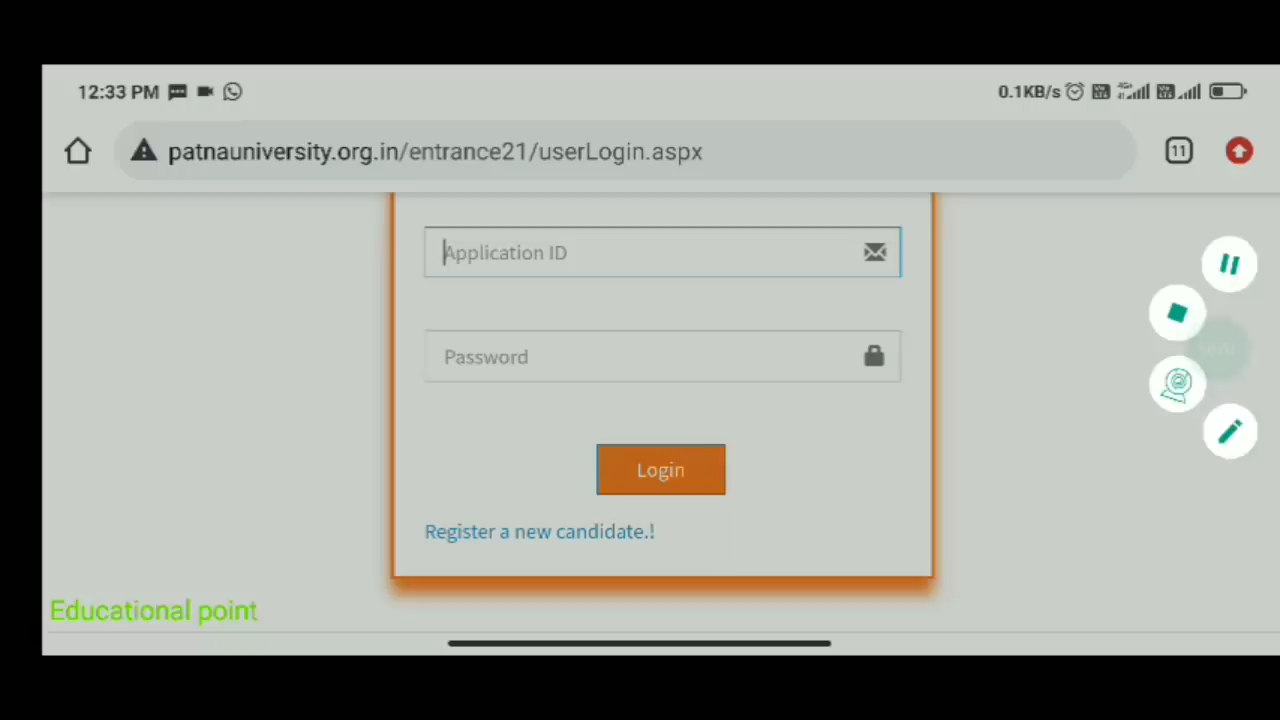 12:33 PM
0.1KB/s
patnauniversity.org.in/entrance21/userLogin.aspx
11
Application ID
Password
Login
Register a new candidate.!
Educational point